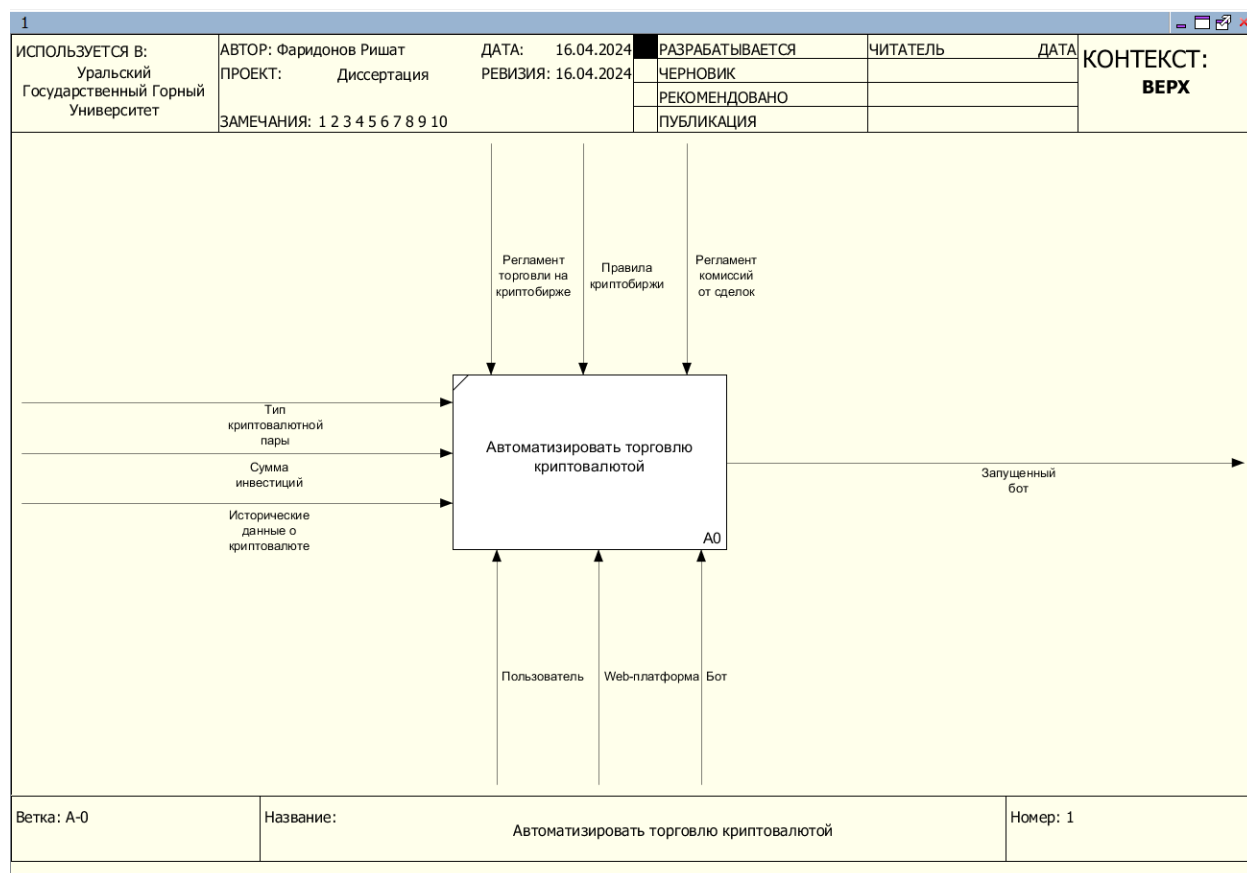 1
ИСПОЛЬЗУЕТСЯ В:
Уральский
Государственный Горный
Университет
АВТОР: Фаридонов Ришат
ДАТА: 16.04.2024
ПРОЕКТ: Диссертация
РЕВИЗИЯ: 16.04.2024
ЗАМЕЧАНИЯ: 1 2 3 4 5 6 7 8 9 10
РАЗРАБАТЫВАЕТСЯ
ЧЕРНОВИК
РЕКОМЕНДОВАНО
ПУБЛИКАЦИЯ
ЧИТАТЕЛЬ ДАТА
КОНТЕКСТ:
ВЕРХ
Регламент
торговли на
криптобирже
Правила
криптобиржи
Регламент
комиссий
от сделок
Тип
криптовалютной
пары
Сумма
инвестиций
Исторические
данные о
криптовалюте
Автоматизировать торговлю
криптовалютой
A0
Запущенный
бот
Пользователь
Web-платформа
Бот
Ветка: A-0
Название:
Автоматизировать торговлю криптовалютой
Номер: 1